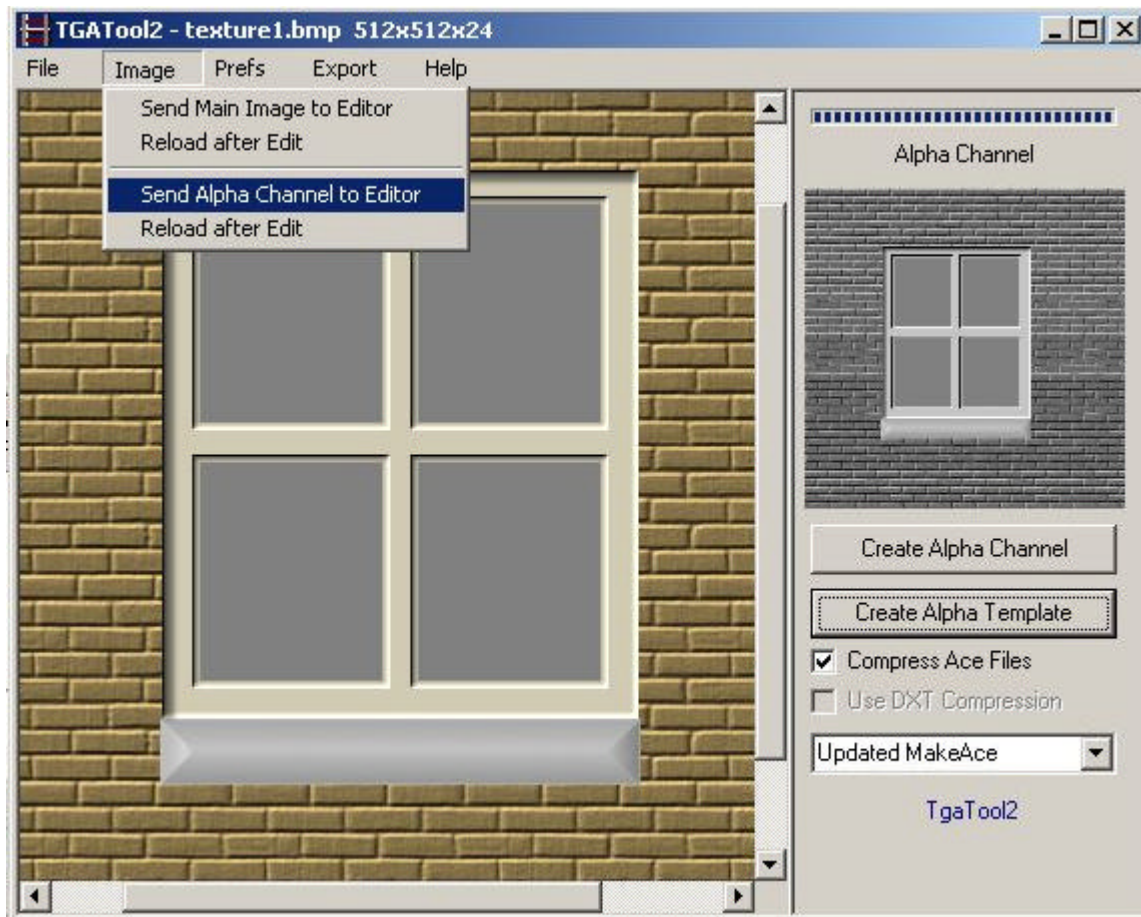 TGATool2 - texture1.bmp 512x512x24
File Image Prefs Export Help
Send Main Image to Editor
Reload after Edit
Send Alpha Channel to Editor
Reload after Edit
Alpha Channel
Create Alpha Channel
Create Alpha Template
Compress Ace Files
Use DXT Compression
Updated MakeAce
TgaTool2